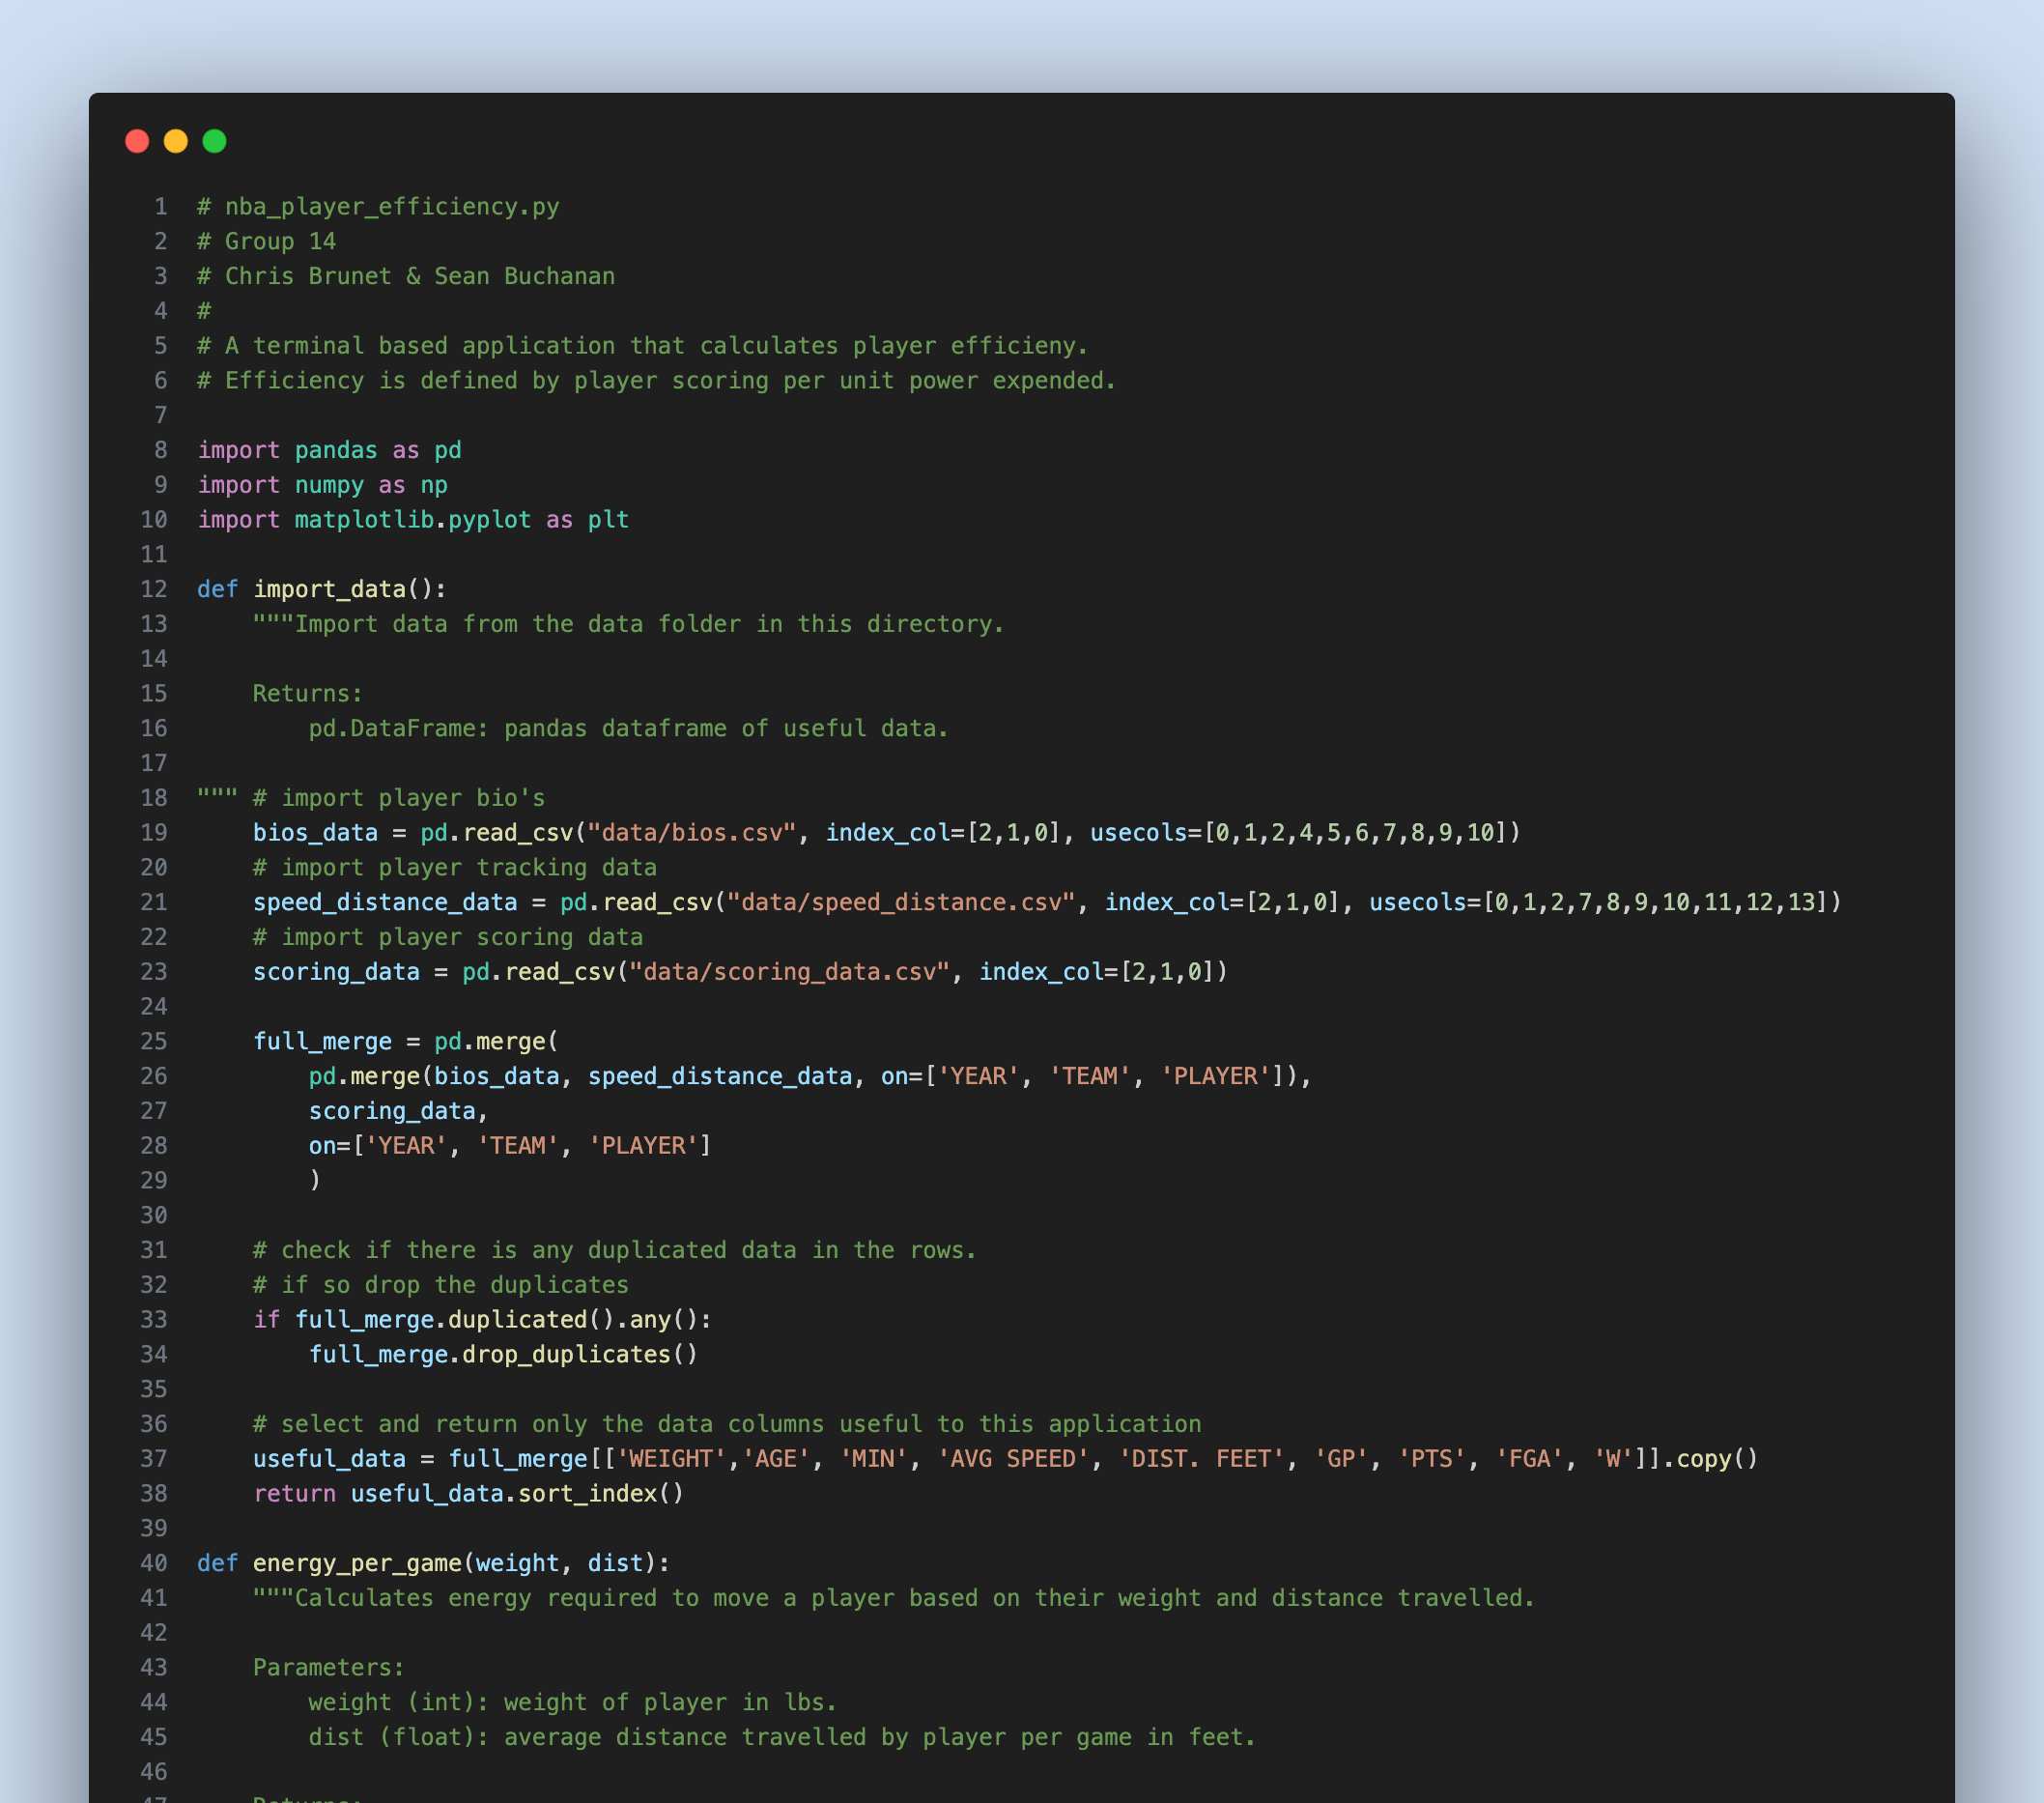 1 # nba_player_efficiency.py
2 # Group 14
3 # Chris Brunet & Sean Buchanan
4 #
5 # A terminal based application that calculates player efficieny.
6 # Efficiency is defined by player scoring per unit power expended.
7
8 import pandas as pd
9 import numpy as np
10 import matplotlib.pyplot as plt
11
12 def import_data():
13     """Import data from the data folder in this directory.
14
15     Returns:
16         pd.DataFrame: pandas dataframe of useful data.
17
18 """ # import player bio's
19     bios_data = pd.read_csv("data/bios.csv", index_col=[2,1,0], usecols=[0,1,2,4,5,6,7,8,9,10])
20     # import player tracking data
21     speed_distance_data = pd.read_csv("data/speed_distance.csv", index_col=[2,1,0], usecols=[0,1,2,7,8,9,10,11,12,13])
22     # import player scoring data
23     scoring_data = pd.read_csv("data/scoring_data.csv", index_col=[2,1,0])
24
25     full_merge = pd.merge(
26         pd.merge(bios_data, speed_distance_data, on=['YEAR', 'TEAM', 'PLAYER']),
27         scoring_data,
28         on=['YEAR', 'TEAM', 'PLAYER']
29         )
30
31     # check if there is any duplicated data in the rows.
32     # if so drop the duplicates
33     if full_merge.duplicated().any():
34         full_merge.drop_duplicates()
35
36     # select and return only the data columns useful to this application
37     useful_data = full_merge[['WEIGHT','AGE', 'MIN', 'AVG SPEED', 'DIST. FEET', 'GP', 'PTS', 'FGA', 'W']].copy()
38     return useful_data.sort_index()
39
40 def energy_per_game(weight, dist):
41     """Calculates energy required to move a player based on their weight and distance travelled.
42
43     Parameters:
44         weight (int): weight of player in lbs.
45         dist (float): average distance travelled by player per game in feet.
46
47     Returns: